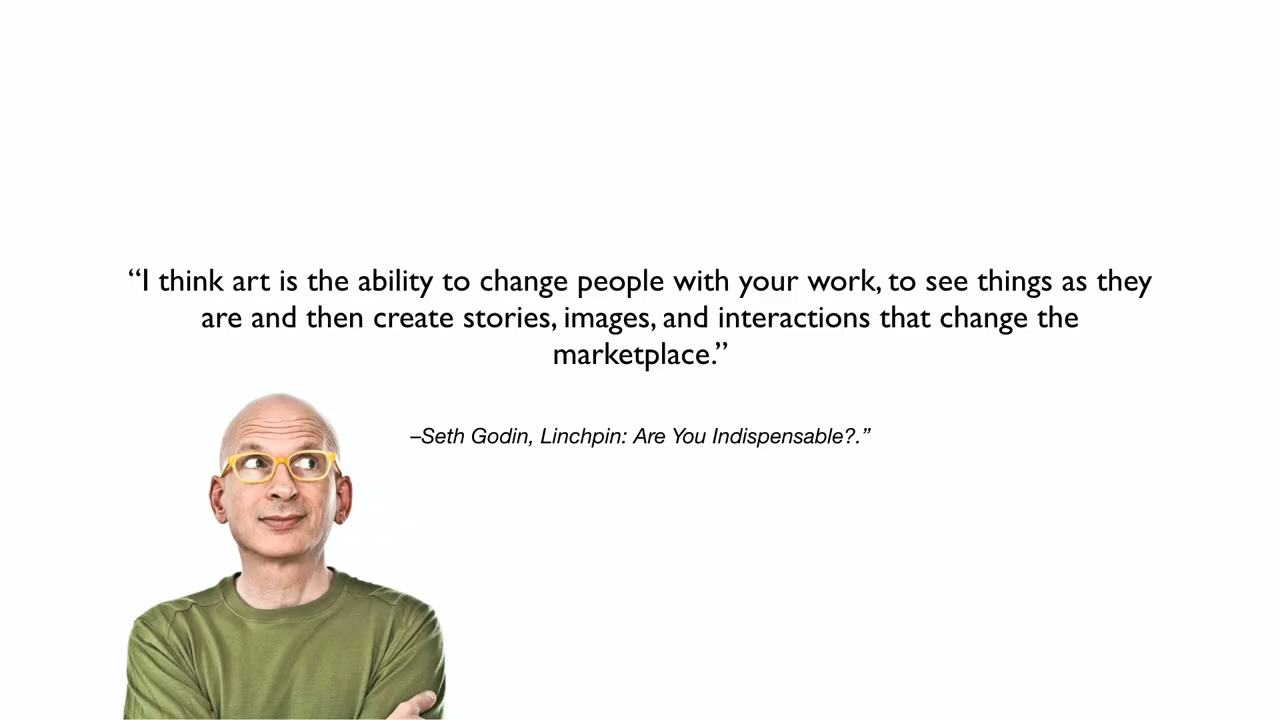 “I think art is the ability to change people with your work, to see things as they
are and then create stories, images, and interactions that change the
marketplace.”
–Seth Godin, Linchpin: Are You Indispensable?.”